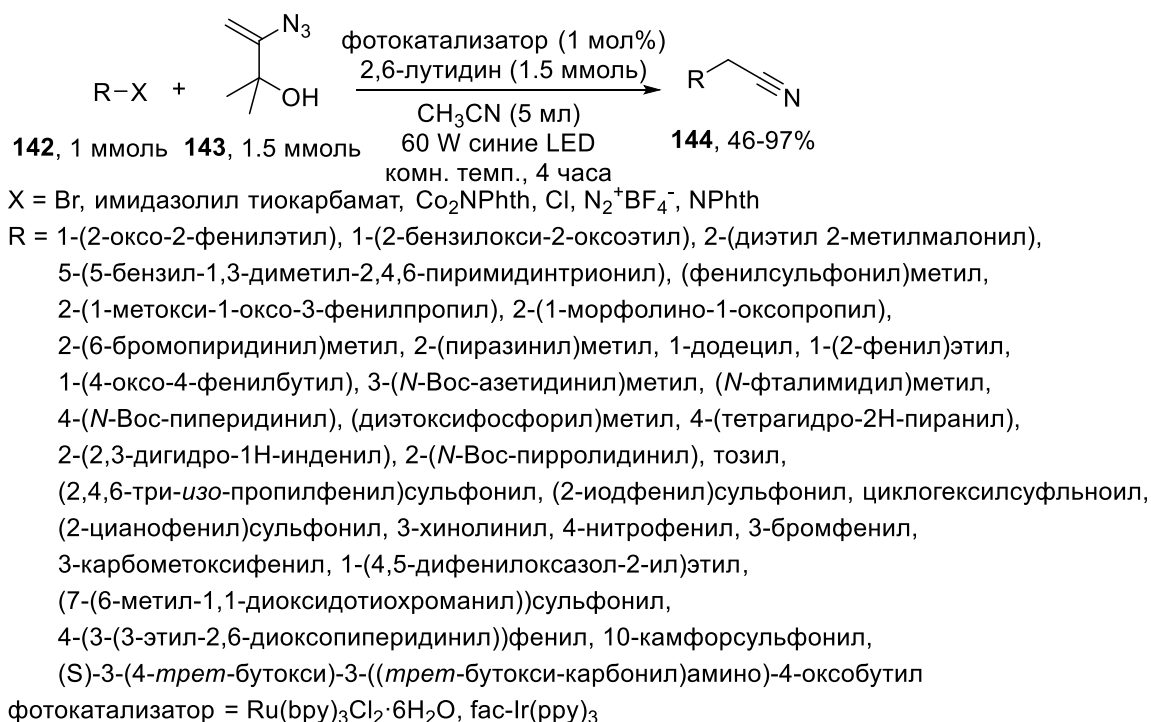 N3
OH
R–X +
фотокатализатор (1 мол%)
2,6-лутидин (1.5 ммоль)
CH3CN (5 мл)
60 W синие LED
комн. темп., 4 часа
R
N
142, 1 ммоль 143, 1.5 ммоль
144, 46-97%
X = Br, имидазолил тиокарбамат, Co2NPhth, Cl, N2+BF4-, NPhth
R = 1-(2-оксо-2-фенилэтил), 1-(2-бензилокси-2-оксоэтил), 2-(диэтил 2-метилмалонил),
5-(5-бензил-1,3-диметил-2,4,6-пиримидинтрионил), (фенилсульфонил)метил,
2-(1-метокси-1-оксо-3-фенилпропил), 2-(1-морфолино-1-оксопропил),
2-(6-бромопиридинил)метил, 2-(пиразинил)метил, 1-додецил, 1-(2-фенил)этил,
1-(4-оксо-4-фенилбутил), 3-(N-Boc-азетидинил)метил, (N-фталимидил)метил,
4-(N-Boc-пиперидинил), (диэтоксифосфорил)метил, 4-(тетрагидро-2H-пиранил),
2-(2,3-дигидро-1H-инденил), 2-(N-Boc-пирролидинил), тозил,
(2,4,6-три-изо-пропилфенил)сульфонил, (2-иодфенил)сульфонил, циклогексилсуфльноил,
(2-цианофенил)сульфонил, 3-хинолинил, 4-нитрофенил, 3-бромфенил,
3-карбометоксифенил, 1-(4,5-дифенилоксазол-2-ил)этил,
(7-(6-метил-1,1-диоксидотиохроманил))сульфонил,
4-(3-(3-этил-2,6-диоксопиперидинил))фенил, 10-камфорсульфонил,
(S)-3-(4-трет-бутокси)-3-((трет-бутокси-карбонил)амино)-4-оксобутил
фотокатализатор = Ru(bpy)3Cl2·6H2O, fac-Ir(ppy)3